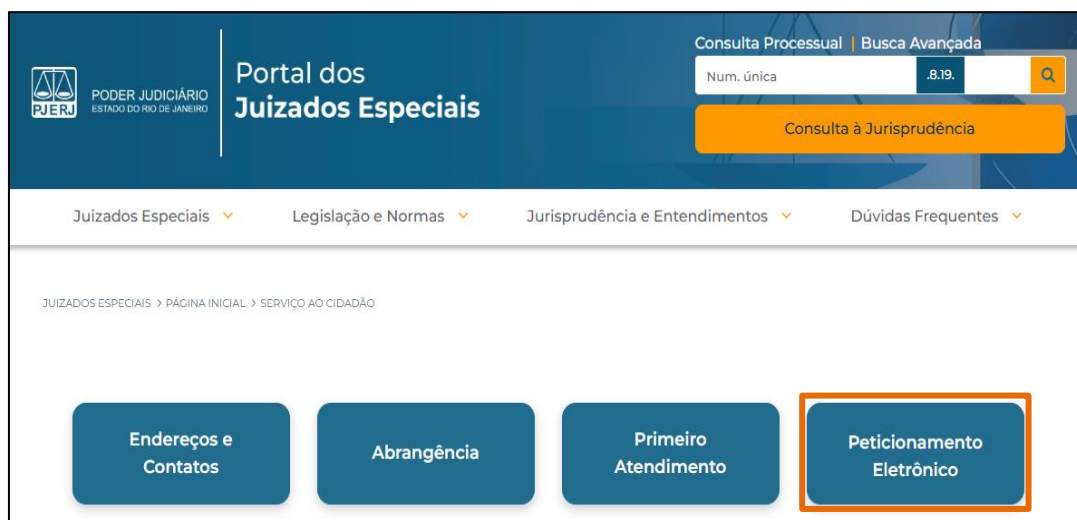 Consulta Processual | Busca Avançada
Num. única .8.19.
Consulta à Jurisprudência
PJERJ
PODER JUDICIÁRIO
ESTADO DO RIO DE JANEIRO
Portal dos
Juizados Especiais
Juizados Especiais Legislação e Normas Jurisprudência e Entendimentos Dúvidas Frequentes
JUIZADOS ESPECIAIS > PÁGINA INICIAL > SERVIÇO AO CIDADÃO
Endereços e
Contatos
Abrangência
Primeiro
Atendimento
Peticionamento
Eletrônico